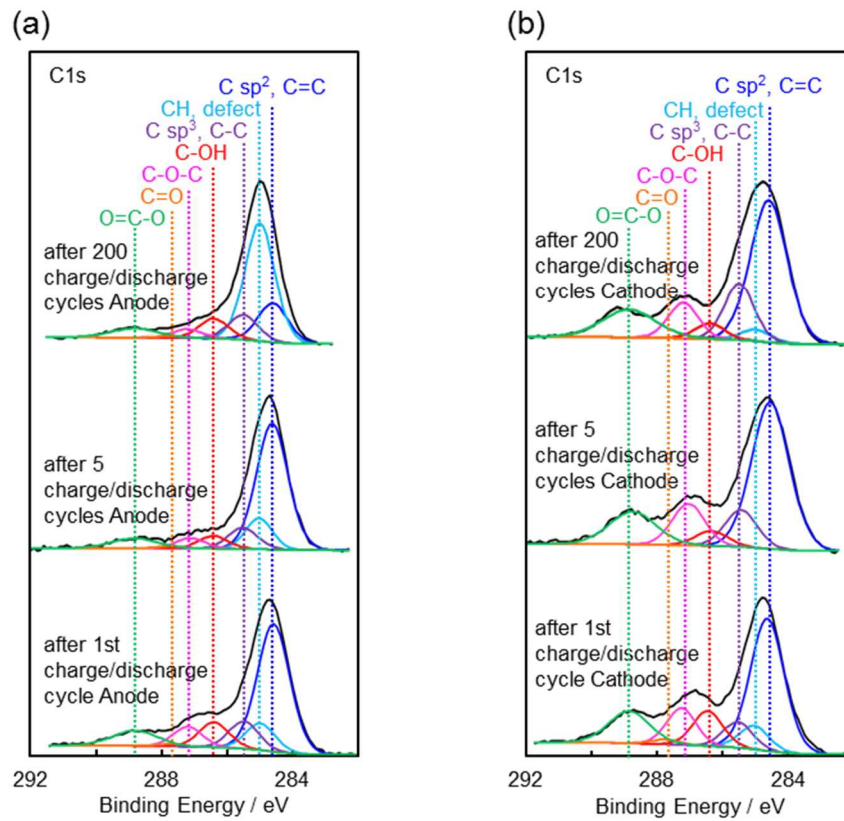 (a)
C1s
C sp², C=C
CH, defect
C sp³, C-C
C-OH
C-O-C
C=O
O=C-O
after 200
charge/discharge
cycles Anode
after 5
charge/discharge
cycles Anode
after 1st
charge/discharge
cycle Anode
292
288
284
Binding Energy / eV
(b)
C1s
C sp², C=C
CH, defect
C sp³, C-C
C-OH
C-O-C
C=O
O=C-O
after 200
charge/discharge
cycles Cathode
after 5
charge/discharge
cycles Cathode
after 1st
charge/discharge
cycle Cathode
292
288
284
Binding Energy / eV